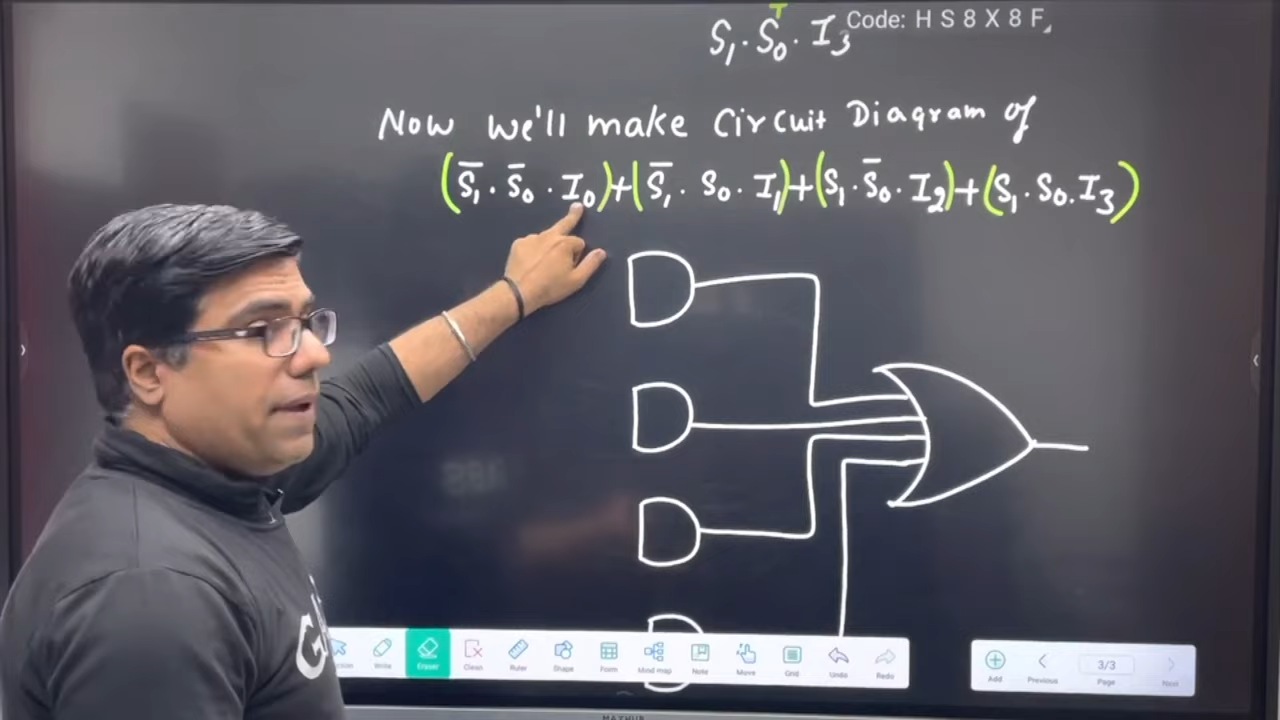 S₁·S₀·I₃
Code: H S 8 X 8 F
Now we'll make Circuit Diagram of
(S̅₁·S̅₀·I₀)+(S̅₁·S₀·I₁)+(S₁·S̅₀·I₂)+(S₁·S₀.I₃)
Write Eraser Clean Ruler Shape Form Mind map Note Move Grid Undo Redo
Add Previous 3/3 Page Next
MAXHUB